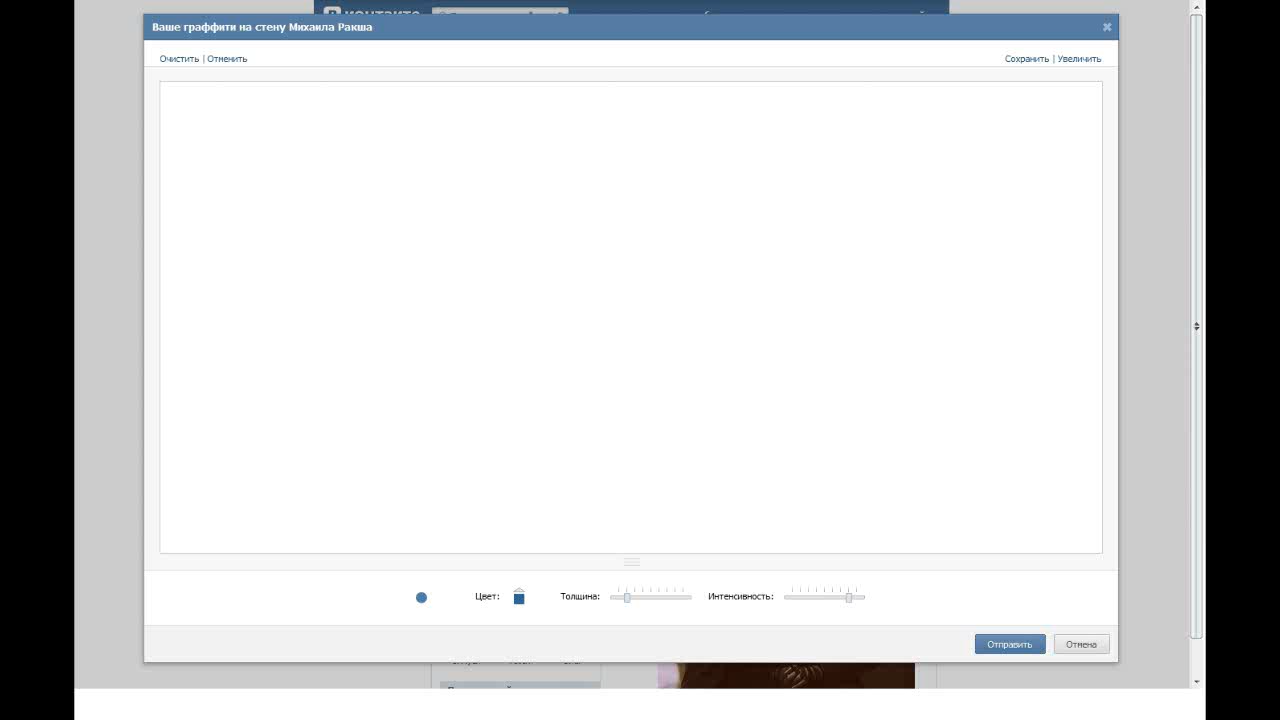 Ваше граффити на стену Михаила Ракша
Очистить | Отменить
Сохранить | Увеличить
Цвет:
Толщина:
Интенсивность:
Отправить
Отмена